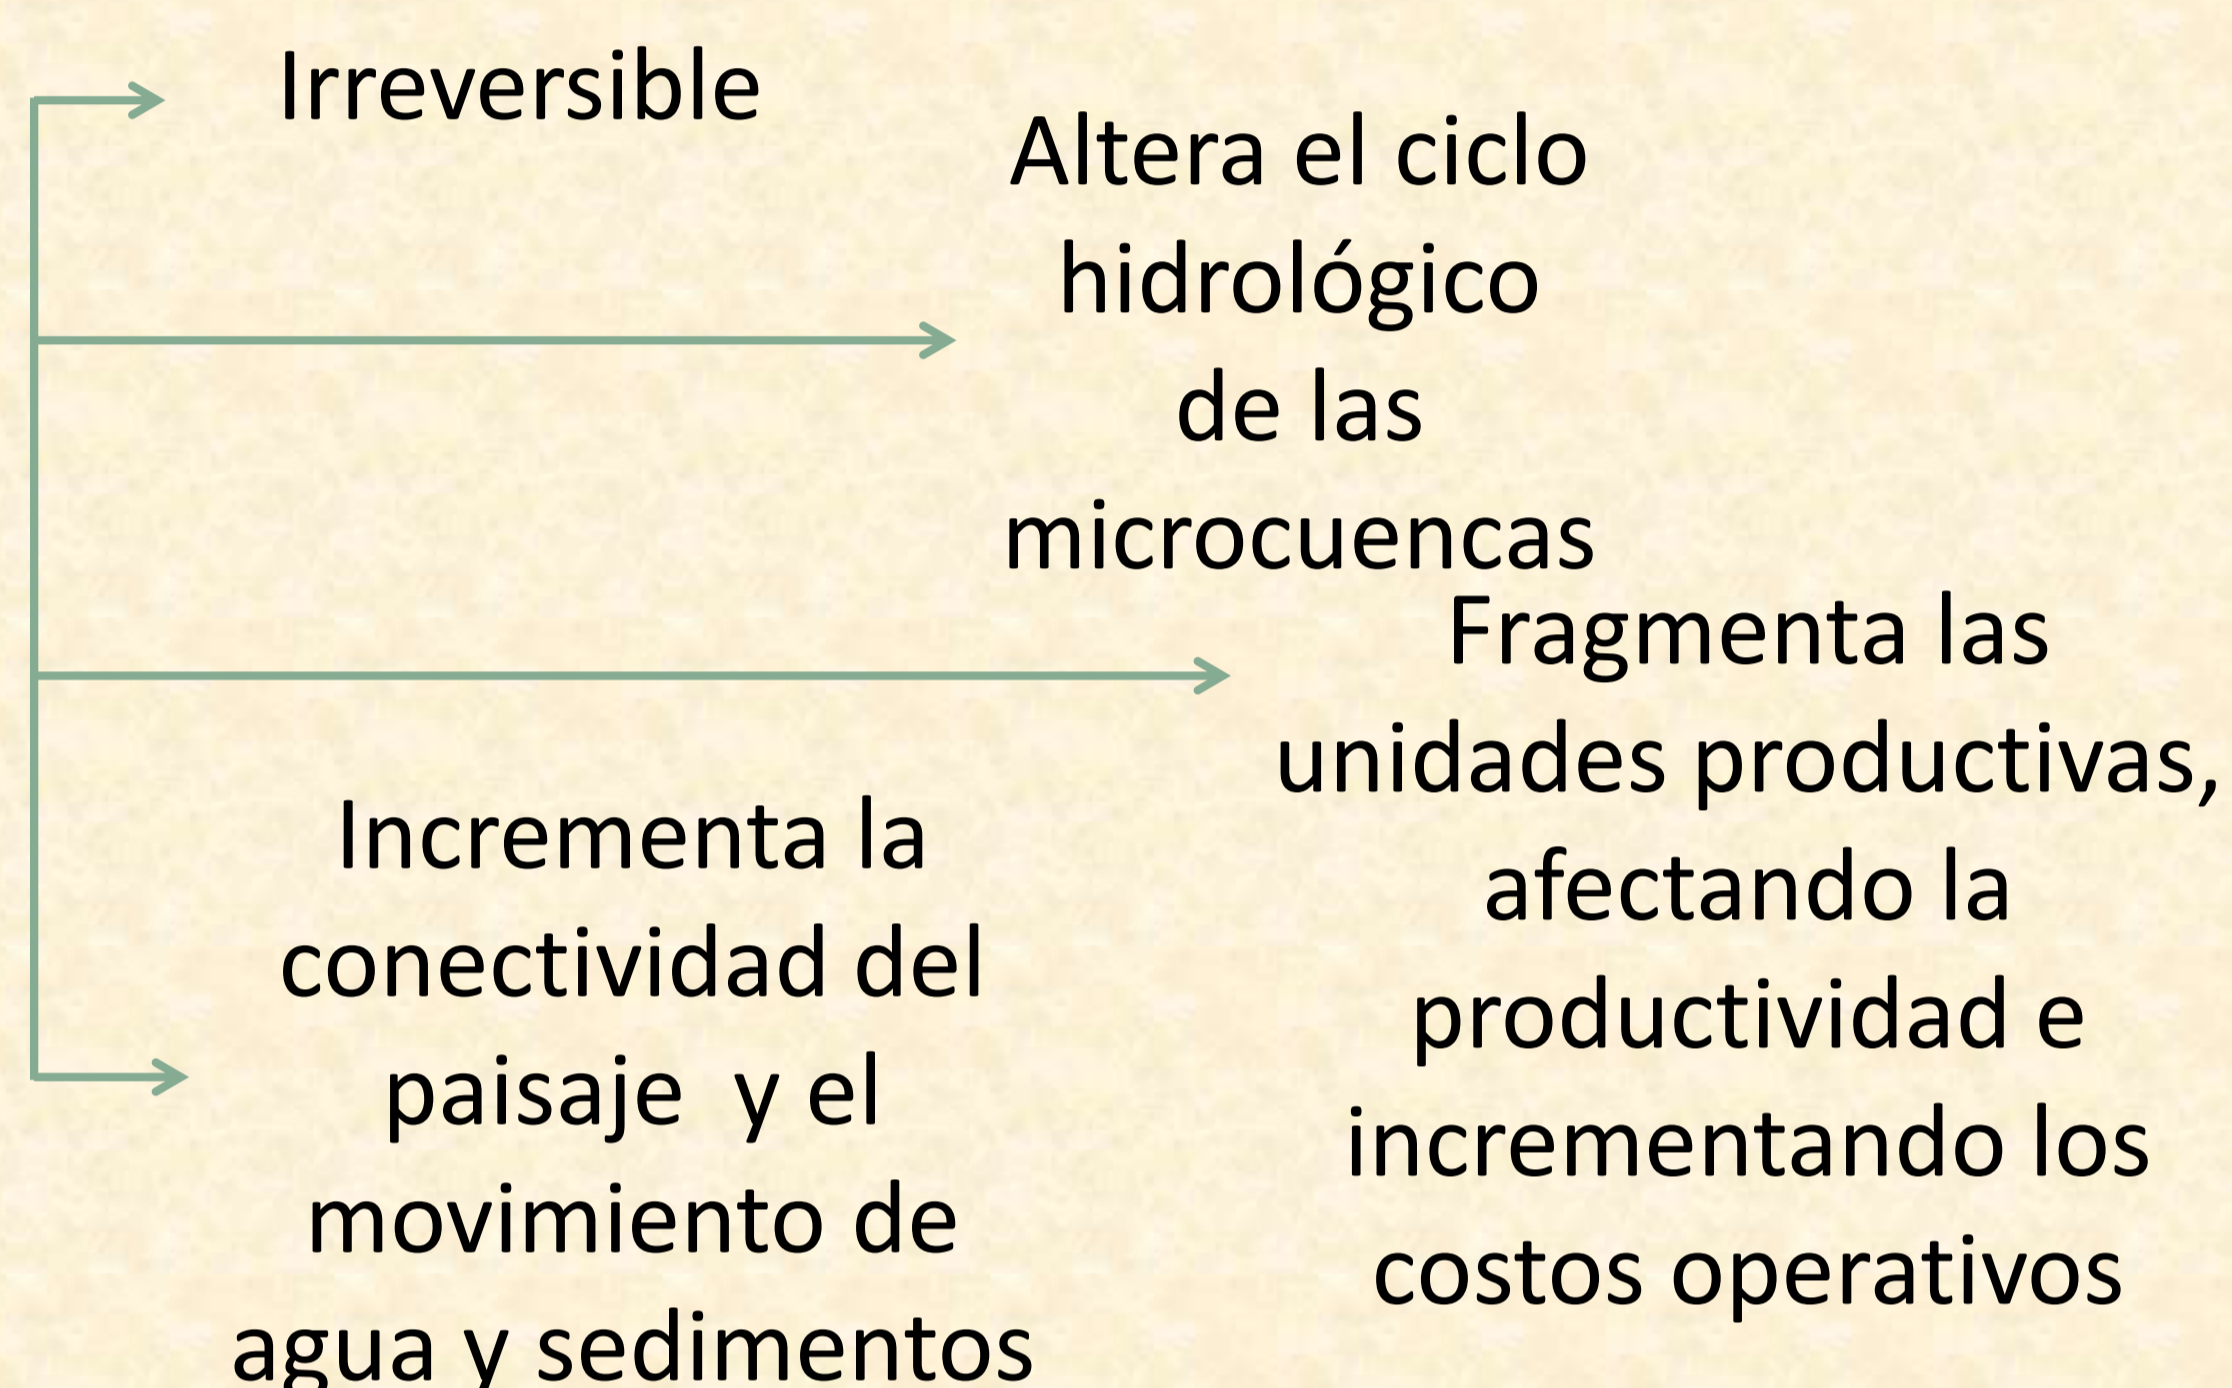 Irreversible
Altera el ciclo
hidrológico
de las
microcuencas
Fragmenta las
unidades productivas,
afectando la
productividad e
incrementando los
costos operativos
Incrementa la
conectividad del
paisaje  y el
movimiento de
agua y sedimentos